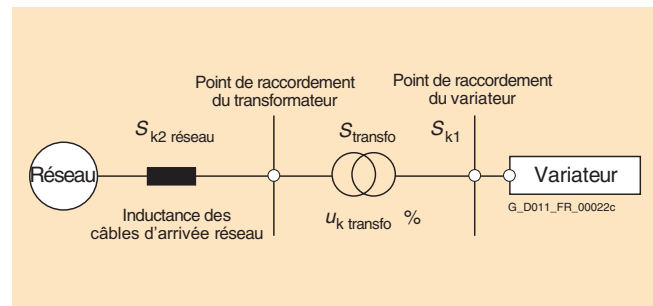 Point de raccordement
du transformateur
Point de raccordement
du variateur
Sk2 réseau
Stransfo
Sk1
Réseau
Variateur
Inductance des
câbles d'arrivée réseau
uk transfo %
G_D011_FR_00022c